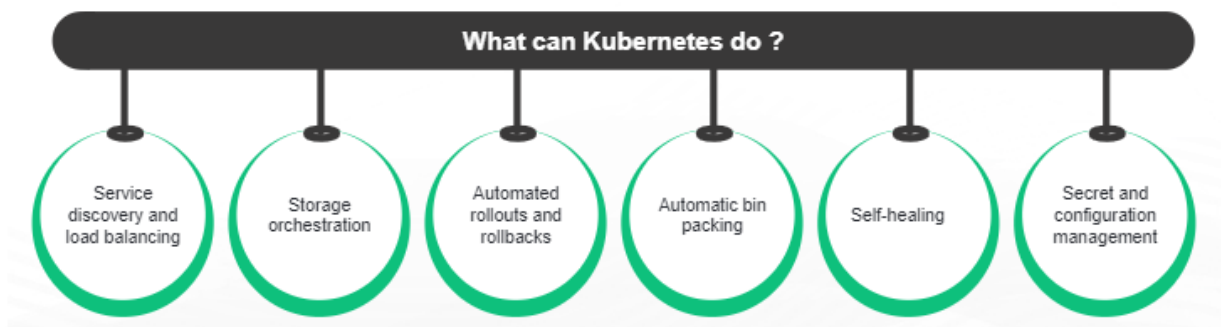 What can Kubernetes do ?
Service
discovery and
load balancing
Storage
orchestration
Automated
rollouts and
rollbacks
Automatic bin
packing
Self-healing
Secret and
configuration
management